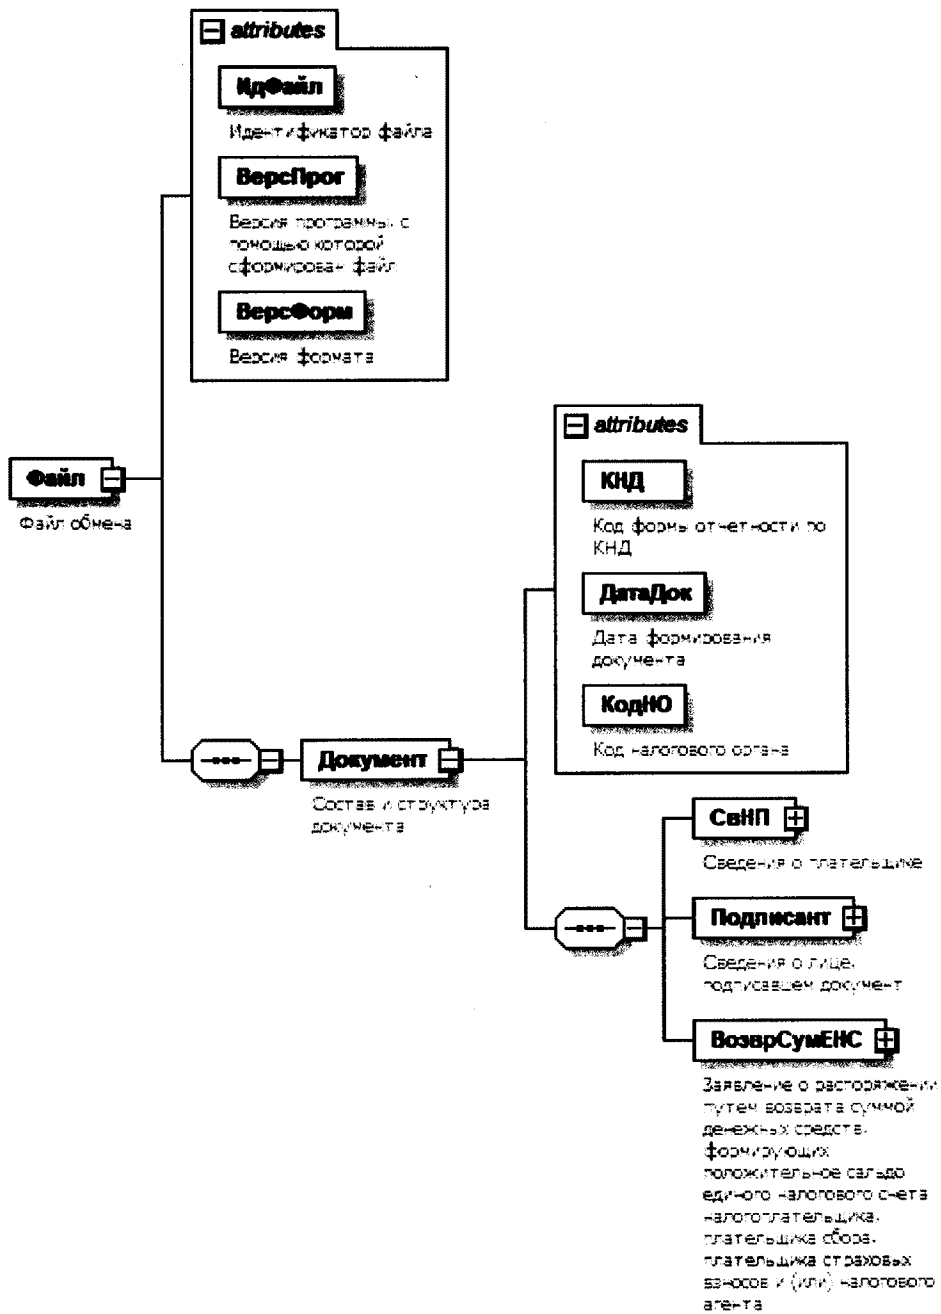 attributes
ИдФайл
Идентификатор файла
ВерсПрог
Версия программы, с
помощью которой
сформирован файл
ВерсФорм
Версия формата
Файл
Файл обмена
attributes
КНД
Код формы отчетности по
КНД
ДатаДок
Дата формирования
документа
КодНО
Код налогового органа
Документ
Состав и структура
документа
СвНП
Сведения о плательщике
Подписант
Сведения о лице,
подписавшем документ
ВозврСумЕНС
Заявление о распоряжении
путем возврата суммой
денежных средств,
формирующих
положительное сальдо
единого налогового счета
налогоплательщика,
плательщика сбора,
плательщика страховых
взносов и (или) налогового
агента